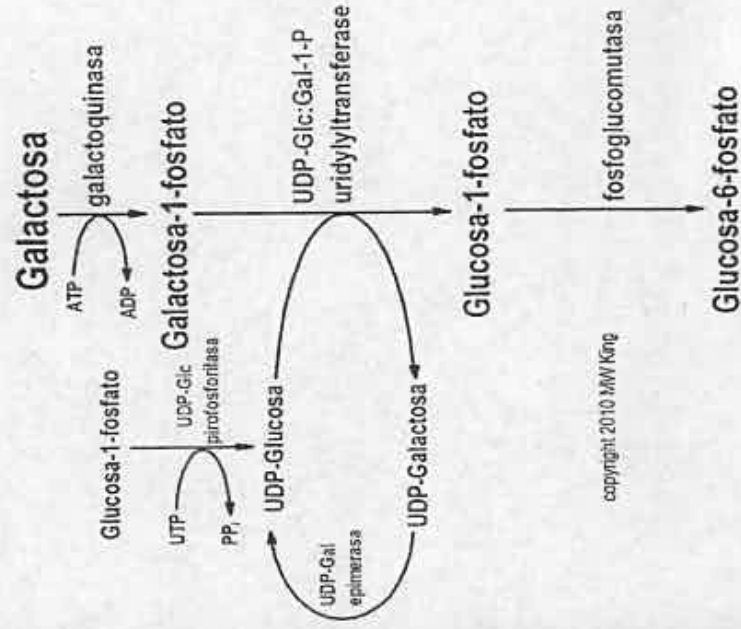 Galactosa
ATP
galactoquinasa
ADP
Galactosa-1-fosfato
Glucosa-1-fosfato
UTP
UDP-Glc
pirofosforilasa
PPi
UDP-Glucosa
UDP-Glc:Gal-1-P
uridylyltransferase
UDP-Gal
epimerasa
UDP-Galactosa
Glucosa-1-fosfato
fosfoglucomutasa
copyright 2010 MW King
Glucosa-6-fosfato